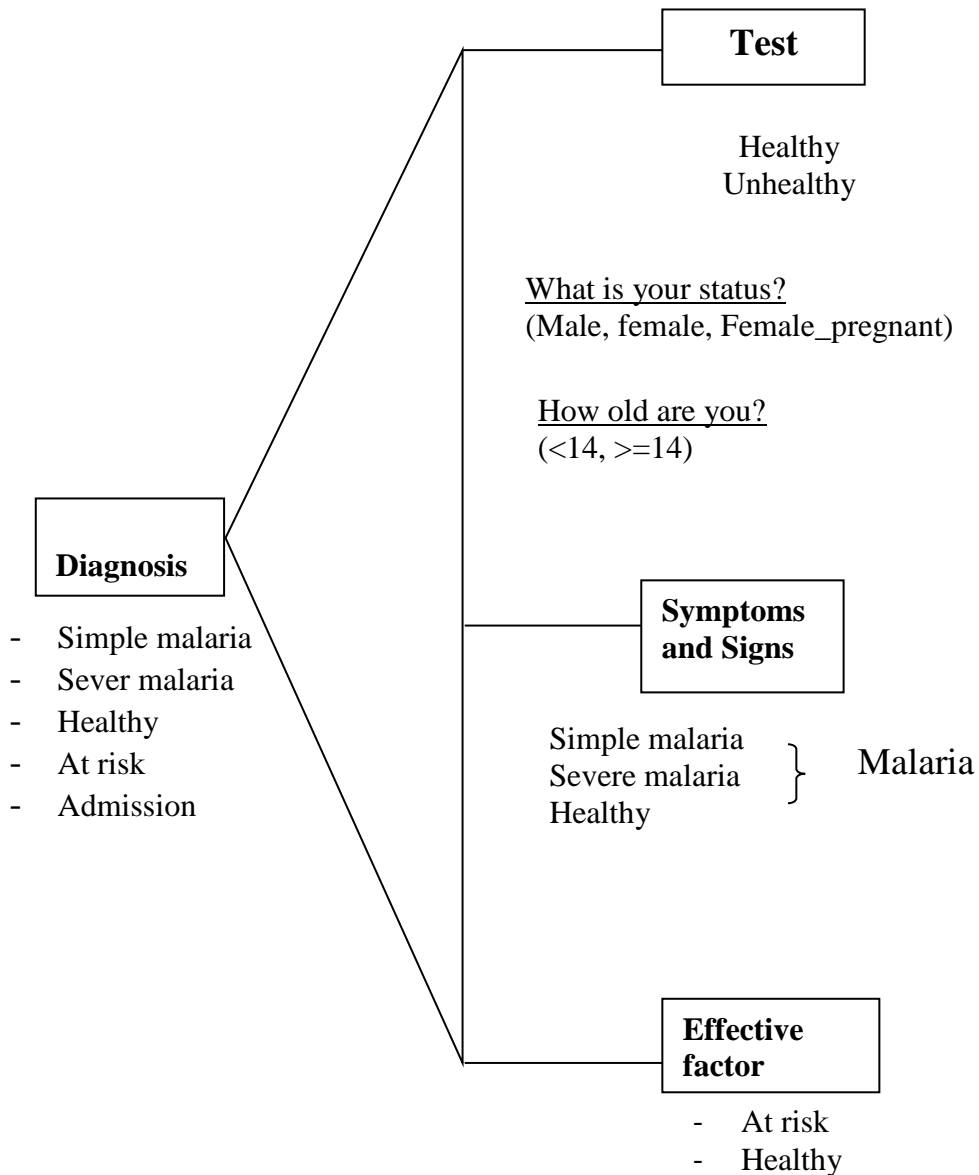 Test
Healthy
Unhealthy
What is your status?
(Male, female, Female_pregnant)
How old are you?
(<14, >=14)
Diagnosis
- Simple malaria
- Sever malaria
- Healthy
- At risk
- Admission
Symptoms
and Signs
Simple malaria
Severe malaria
Healthy
} Malaria
Effective
factor
- At risk
- Healthy